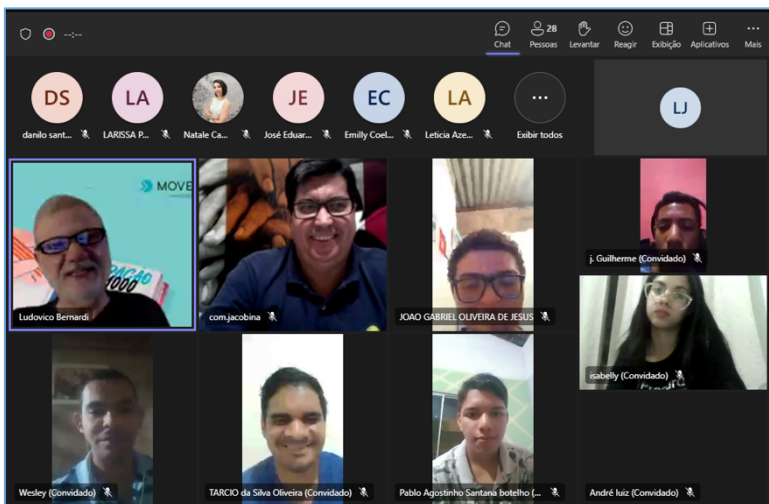 --:--
28
Chat
Pessoas
Levantar
Reagir
Exibição
Aplicativos
Mais
DS
LA
JE
EC
LA
...
LJ
danilo sant...
LARISSA P...
Natale Ca...
José Eduar...
Emilly Coel...
Leticia Aze...
Exibir todos
MOVE
1000
Ludovico Bernardi
com.jacobina
JOAO GABRIEL OLIVEIRA DE JESUS
j. Guilherme (Convidado)
isabelly (Convidado)
Wesley (Convidado)
TARCIO da Silva Oliveira (Convidado)
Pablo Agostinho Santana botelho (...
André luiz (Convidado)